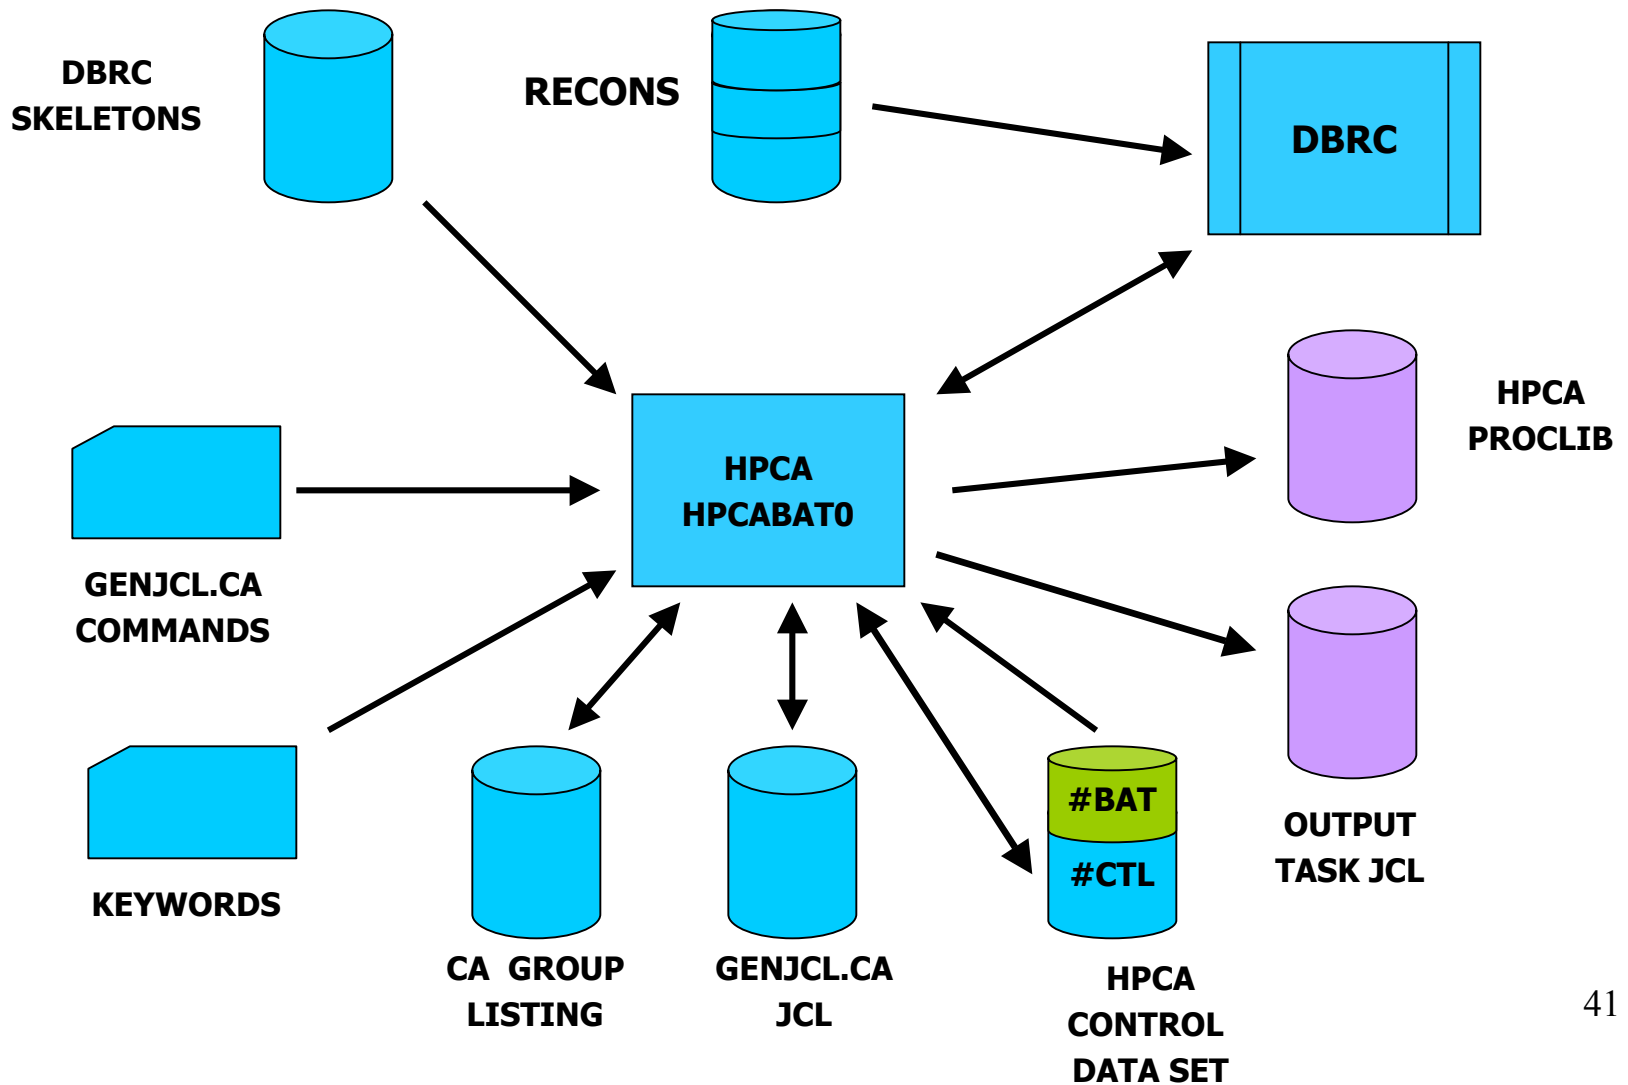 DBRC
SKELETONS
RECONS
DBRC
HPCA
PROCLIB
HPCA
HPCABAT0
GENJCL.CA
COMMANDS
KEYWORDS
CA GROUP
LISTING
GENJCL.CA
JCL
#BAT
#CTL
HPCA
CONTROL
DATA SET
OUTPUT
TASK JCL
41